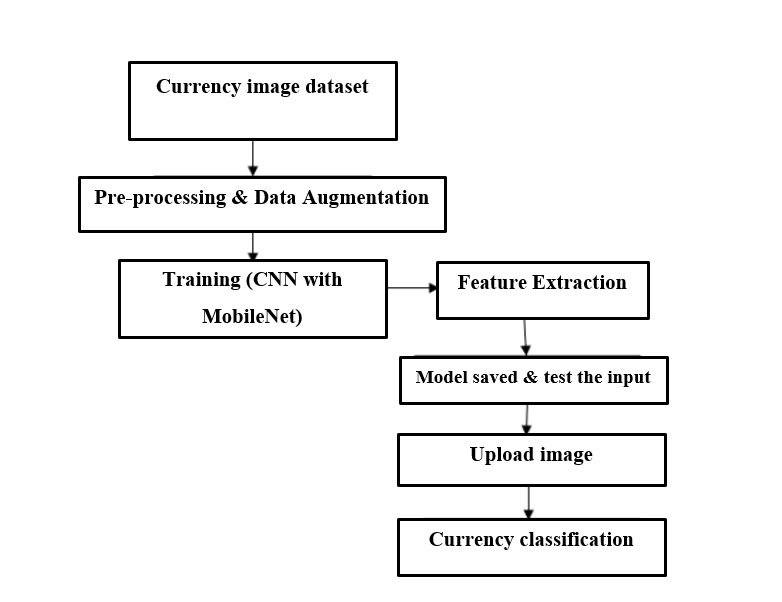 Currency image dataset
Pre-processing & Data Augmentation
Training (CNN with
MobileNet)
Feature Extraction
Model saved & test the input
Upload image
Currency classification